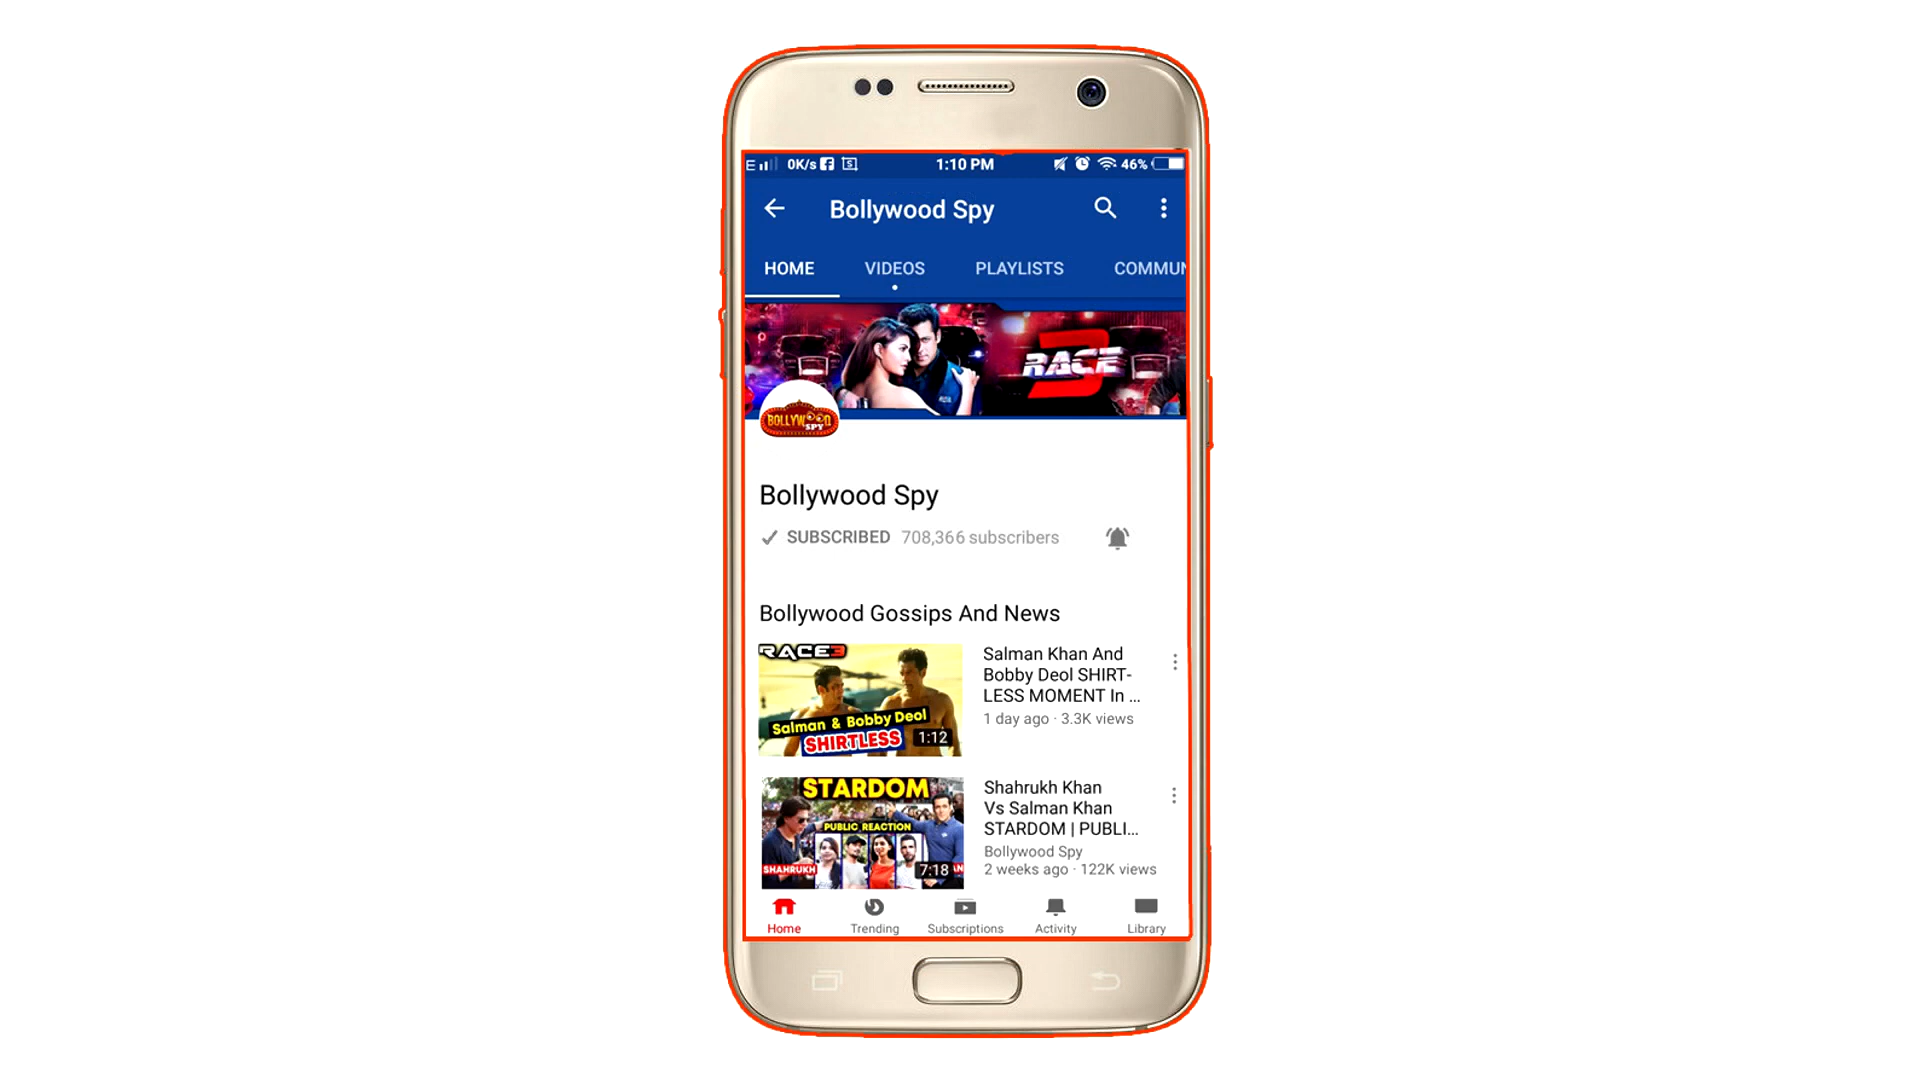 E 0K/s 1:10 PM 46%
Bollywood Spy
HOME VIDEOS PLAYLISTS COMMUN
RACE 3
BOLLYWOOD
SPY
Bollywood Spy
SUBSCRIBED 708,366 subscribers
Bollywood Gossips And News
RACE3
Salman & Bobby Deol
SHIRTLESS
1:12
Salman Khan And
Bobby Deol SHIRT-
LESS MOMENT In ...
1 day ago · 3.3K views
STARDOM
PUBLIC REACTION
SHAHRUKH
7:18
Shahrukh Khan
Vs Salman Khan
STARDOM | PUBLI...
Bollywood Spy
2 weeks ago · 122K views
Home Trending Subscriptions Activity Library